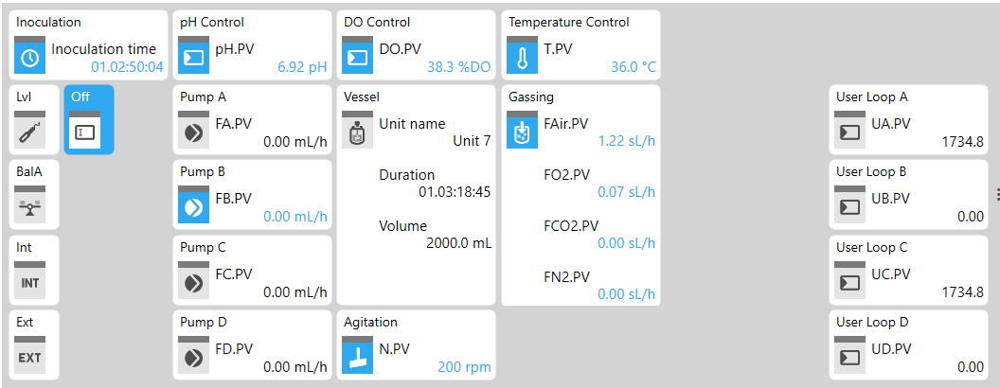 Inoculation
Inoculation time
01.02:50:04
pH Control
pH.PV
6.92 pH
DO Control
DO.PV
38.3 %DO
Temperature Control
T.PV
36.0 °C
Lvl
Off
Pump A
FA.PV
0.00 mL/h
Vessel
Unit name
Unit 7
Duration
01.03:18:45
Volume
2000.0 mL
Gassing
FAir.PV
1.22 sL/h
FO2.PV
0.07 sL/h
FCO2.PV
0.00 sL/h
FN2.PV
0.00 sL/h
User Loop A
UA.PV
1734.8
BalA
Pump B
FB.PV
0.00 mL/h
User Loop B
UB.PV
0.00
Int
INT
Pump C
FC.PV
0.00 mL/h
User Loop C
UC.PV
1734.8
Ext
EXT
Pump D
FD.PV
0.00 mL/h
Agitation
N.PV
200 rpm
User Loop D
UD.PV
0.00